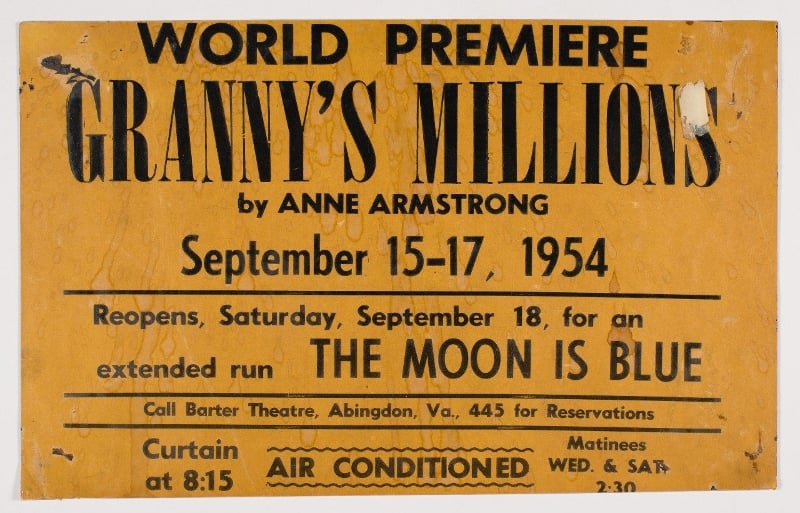 WORLD PREMIERE
GRANNY'S MILLIONS
by ANNE ARMSTRONG
September 15-17, 1954
Reopens, Saturday, September 18, for an
extended run THE MOON IS BLUE
Call Barter Theatre, Abingdon, Va., 445 for Reservations
Curtain
at 8:15
AIR CONDITIONED
Matinees
WED. & SAT.
2:30